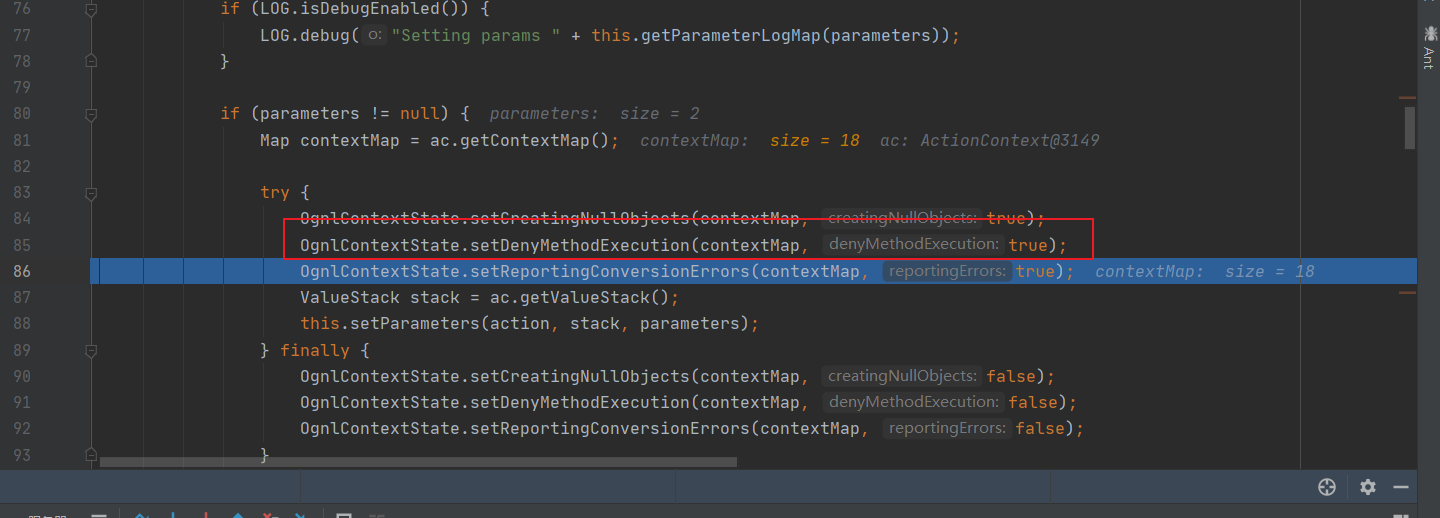 76 if (LOG.isDebugEnabled()) {
77 LOG.debug( o: "Setting params " + this.getParameterLogMap(parameters));
78 }
79
80 if (parameters != null) { parameters: size = 2
81 Map contextMap = ac.getContextMap(); contextMap: size = 18 ac: ActionContext@3149
82
83 try {
84 OgnlContextState.setCreatingNullObjects(contextMap, creatingNullObjects: true);
85 OgnlContextState.setDenyMethodExecution(contextMap, denyMethodExecution: true);
86 OgnlContextState.setReportingConversionErrors(contextMap, reportingErrors: true); contextMap: size = 18
87 ValueStack stack = ac.getValueStack();
88 this.setParameters(action, stack, parameters);
89 } finally {
90 OgnlContextState.setCreatingNullObjects(contextMap, creatingNullObjects: false);
91 OgnlContextState.setDenyMethodExecution(contextMap, denyMethodExecution: false);
92 OgnlContextState.setReportingConversionErrors(contextMap, reportingErrors: false);
93 }
Ant